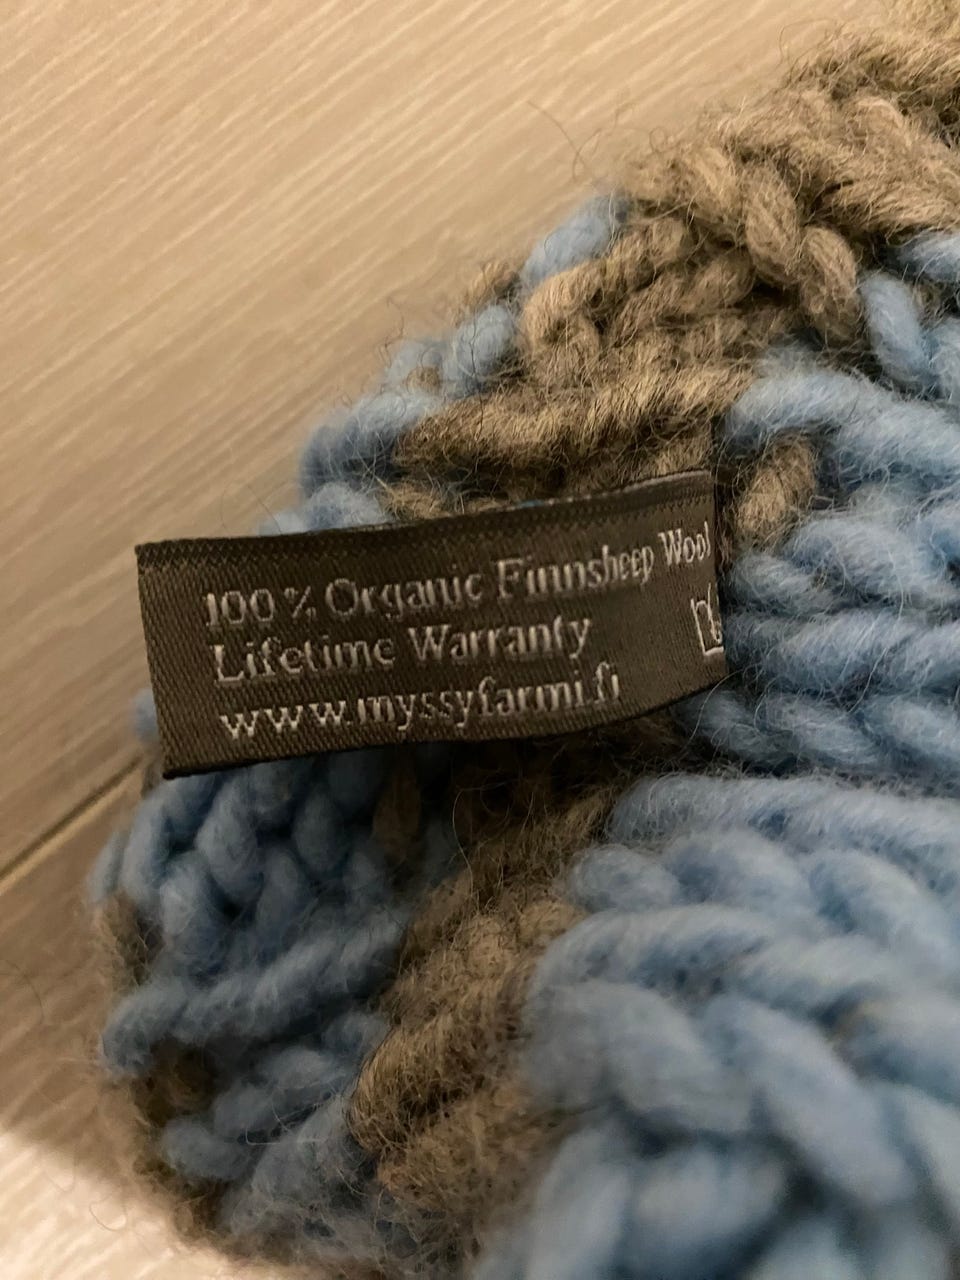 100 % Organic Finnsheep Wool
Lifetime Warranty
www.myssyfarmi.fi